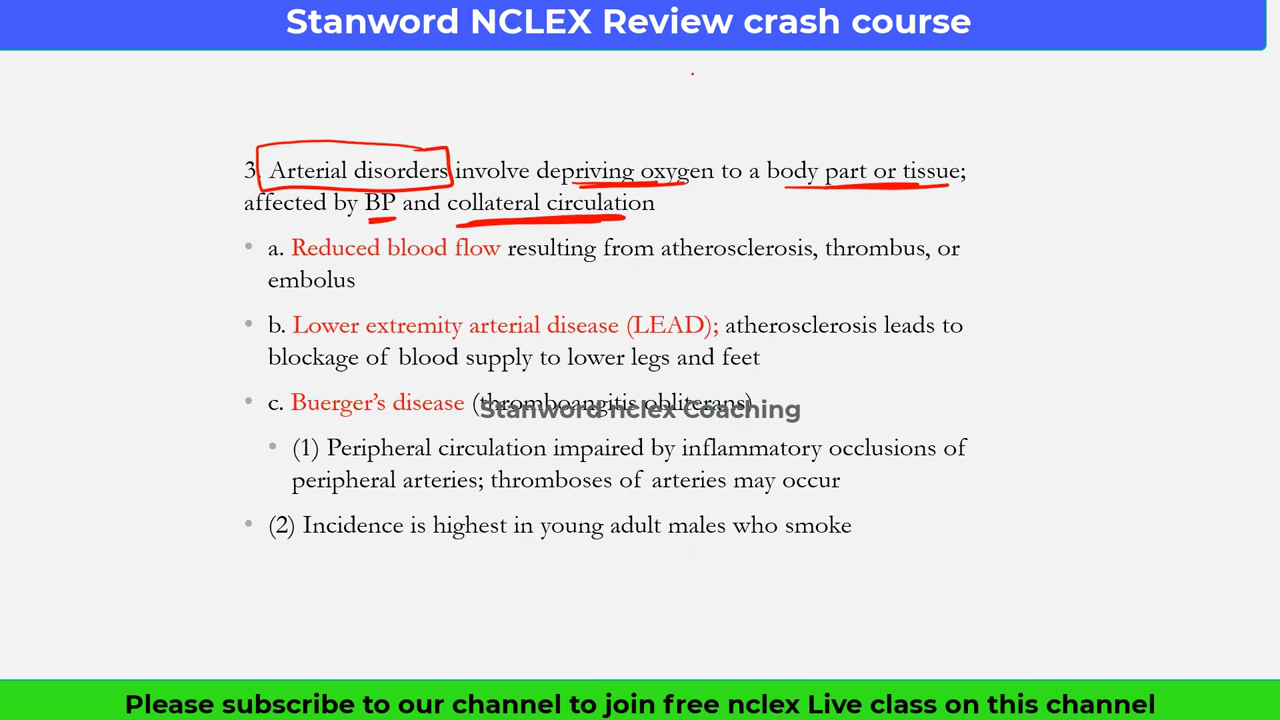 Stanword NCLEX Review crash course
3. Arterial disorders involve depriving oxygen to a body part or tissue;
affected by BP and collateral circulation
• a. Reduced blood flow resulting from atherosclerosis, thrombus, or
embolus
• b. Lower extremity arterial disease (LEAD); atherosclerosis leads to
blockage of blood supply to lower legs and feet
• c. Buerger’s disease (thromboangitis obliterans)
Stanword nclex Coaching
• (1) Peripheral circulation impaired by inflammatory occlusions of
peripheral arteries; thromboses of arteries may occur
• (2) Incidence is highest in young adult males who smoke
Please subscribe to our channel to join free nclex Live class on this channel